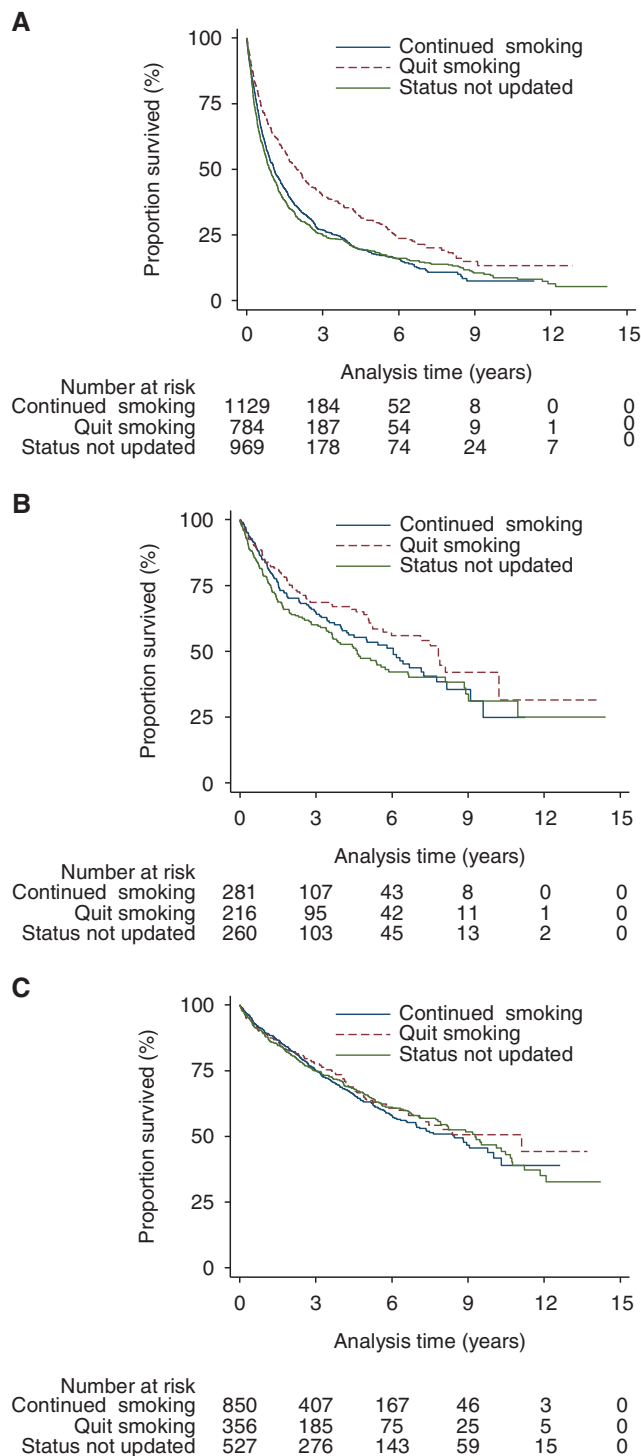 A
100
75
50
25
0
Proportion survived (%)
Continued smoking
Quit smoking
Status not updated
0 3 6 9 12 15
Analysis time (years)
Number at risk
Continued smoking 1129 184 52 8 0 0
Quit smoking 784 187 54 9 1 0
Status not updated 969 178 74 24 7 0
B
100
75
50
25
0
Proportion survived (%)
Continued smoking
Quit smoking
Status not updated
0 3 6 9 12 15
Analysis time (years)
Number at risk
Continued smoking 281 107 43 8 0 0
Quit smoking 216 95 42 11 1 0
Status not updated 260 103 45 13 2 0
C
100
75
50
25
0
Proportion survived (%)
Continued smoking
Quit smoking
Status not updated
0 3 6 9 12 15
Analysis time (years)
Number at risk
Continued smoking 850 407 167 46 3 0
Quit smoking 356 185 75 25 5 0
Status not updated 527 276 143 59 15 0